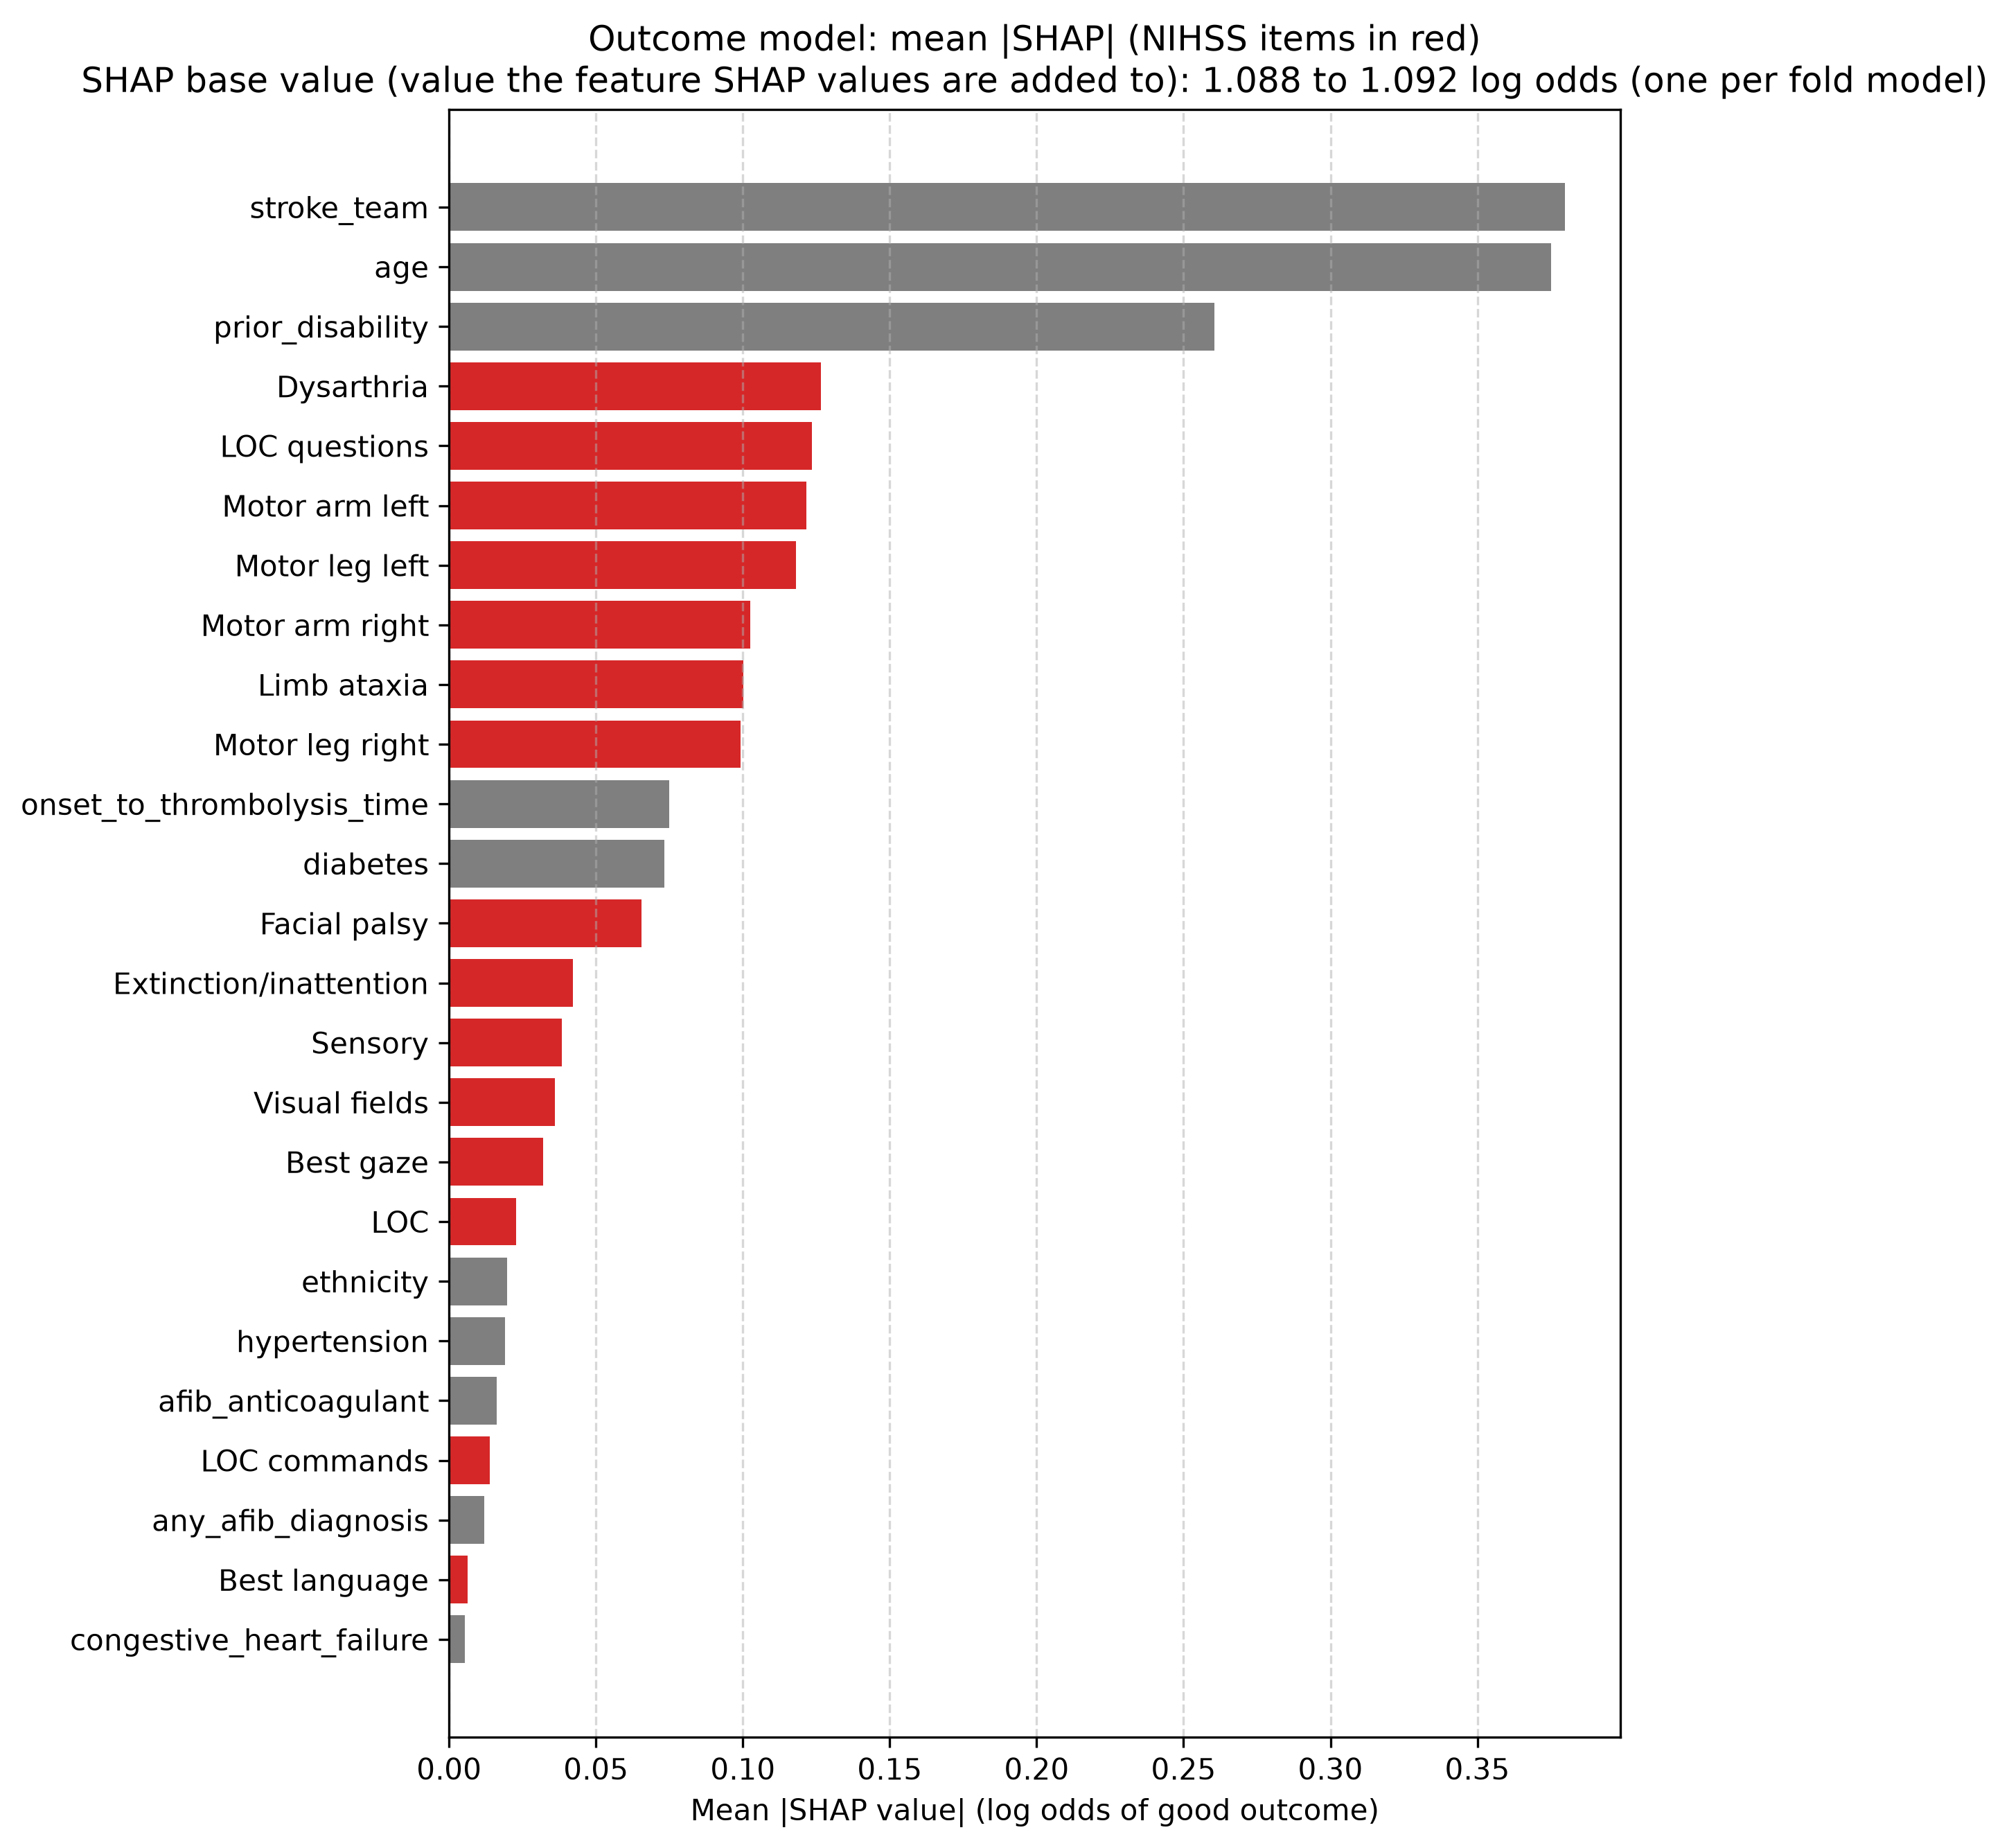 Outcome model: mean |SHAP| (NIHSS items in red)
SHAP base value (value the feature SHAP values are added to): 1.088 to 1.092 log odds (one per fold model)
stroke_team
age
prior_disability
Dysarthria
LOC questions
Motor arm left
Motor leg left
Motor arm right
Limb ataxia
Motor leg right
onset_to_thrombolysis_time
diabetes
Facial palsy
Extinction/inattention
Sensory
Visual fields
Best gaze
LOC
ethnicity
hypertension
afib_anticoagulant
LOC commands
any_afib_diagnosis
Best language
congestive_heart_failure
0.00 0.05 0.10 0.15 0.20 0.25 0.30 0.35
Mean |SHAP value| (log odds of good outcome)